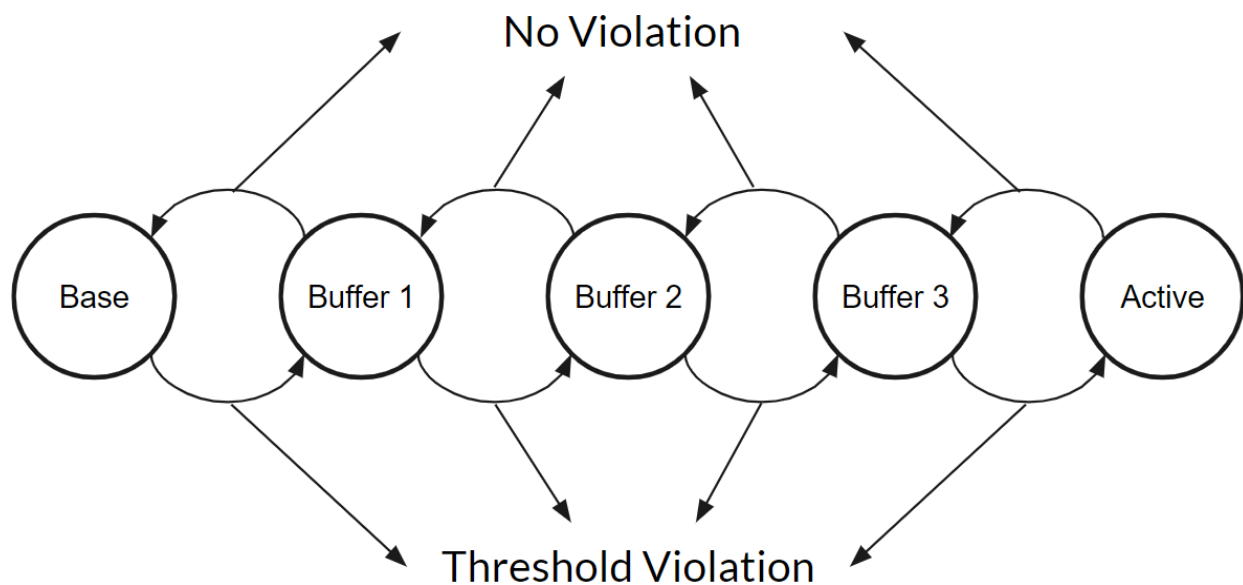 No Violation
Base
Buffer 1
Buffer 2
Buffer 3
Active
Threshold Violation